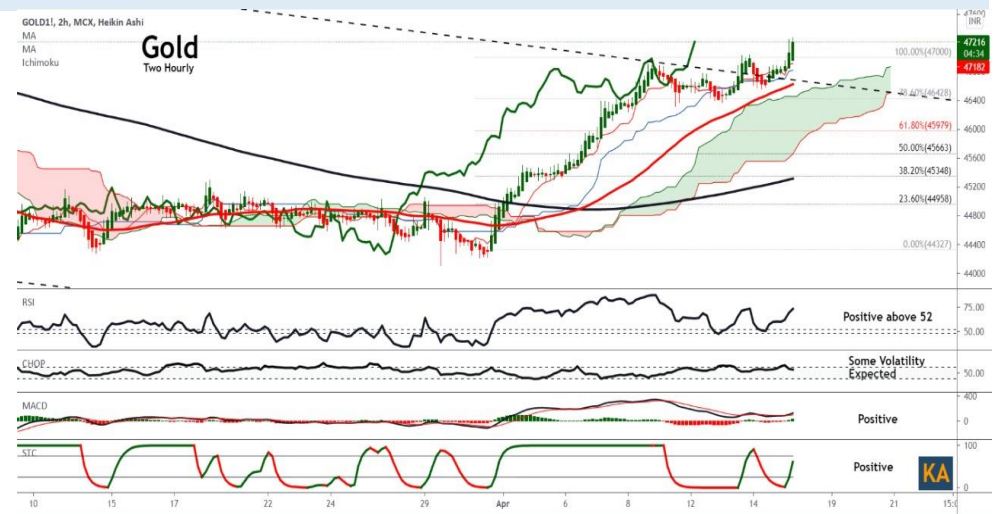 GOLD1!, 2h, MCX, Heikin Ashi
MA
MA
Ichimoku
Gold
Two Hourly
INR
47216
04:34
47182
46400
46000
45600
45200
44800
44400
44000
100.00%(47000)
61.80%(45979)
50.00%(45663)
38.20%(45348)
23.60%(44958)
0.00%(44327)
RSI
Positive above 52
75.00
50.00
CHOP
Some Volatility
Expected
50.00
MACD
Positive
400
0
STC
Positive
KA
100
0
10 15 17 22 24 29 Apr 6 8 12 14 19 21